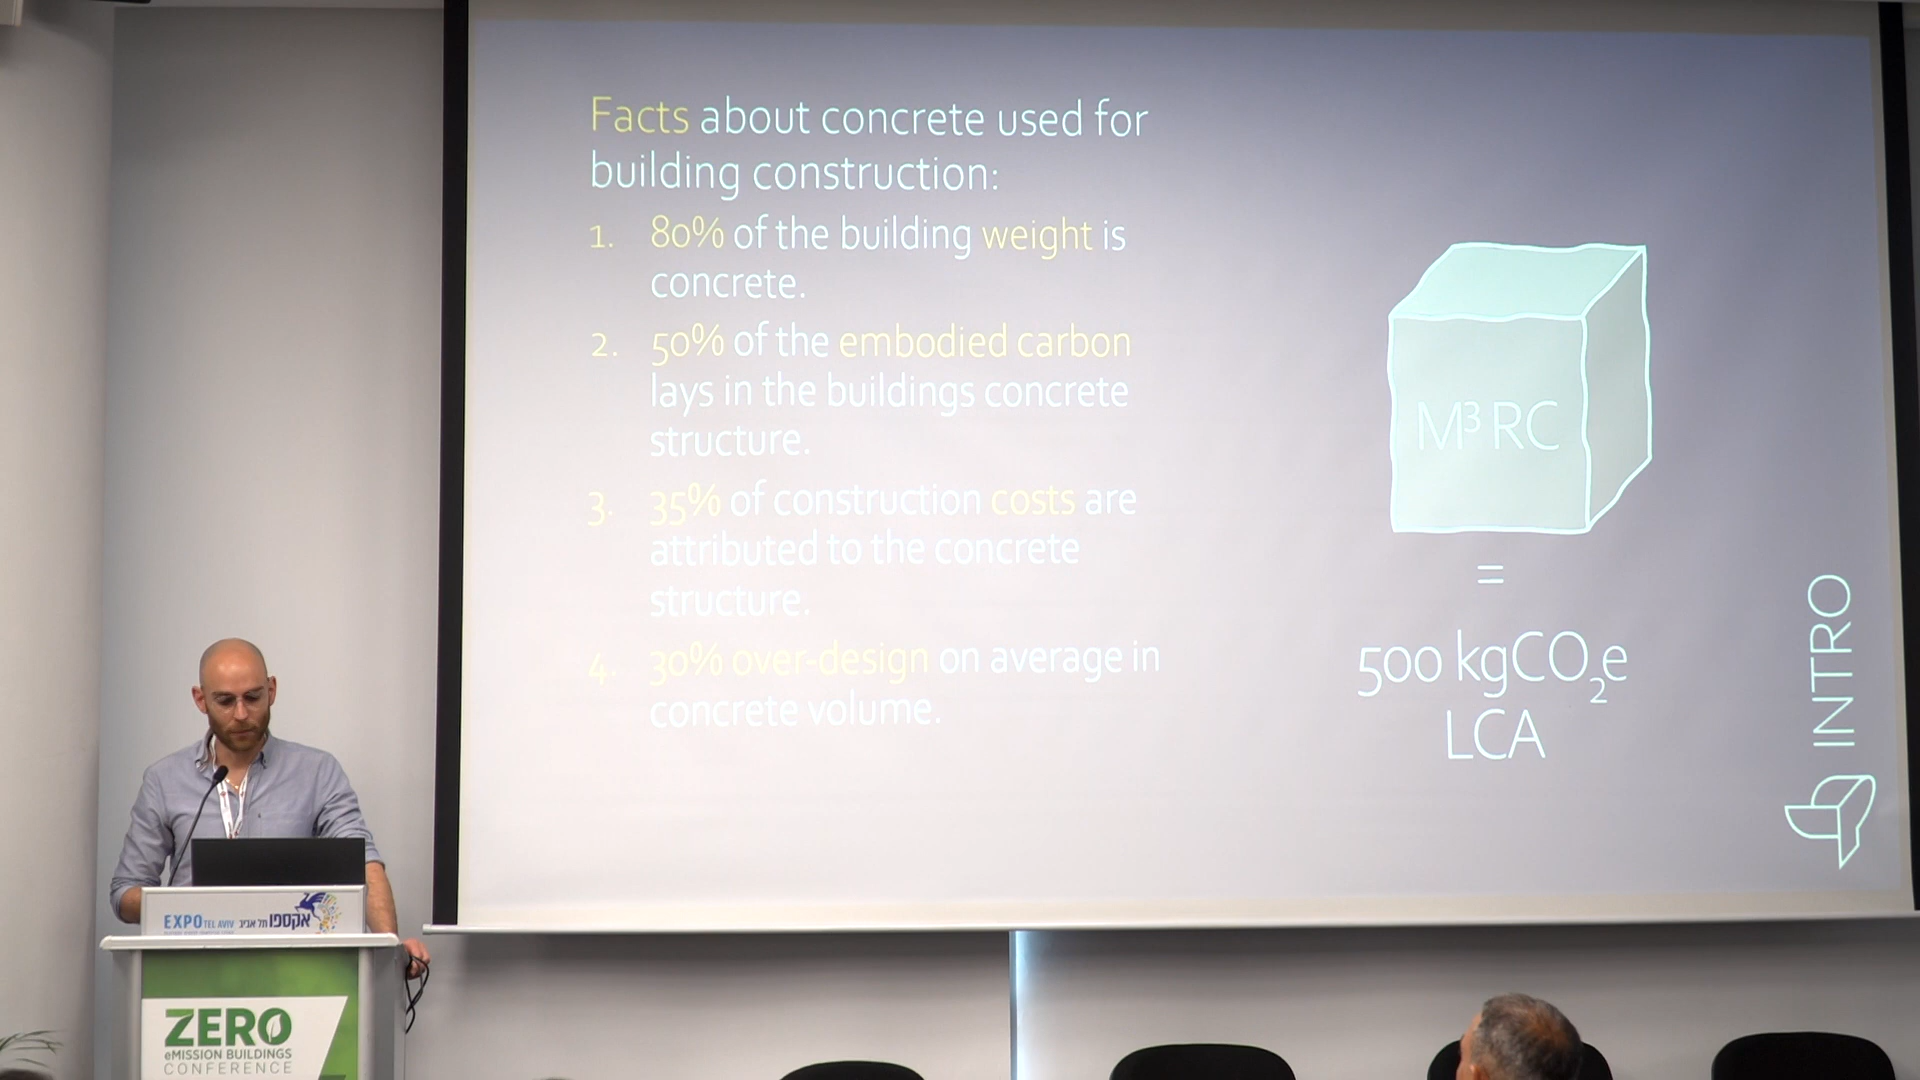 Facts about concrete used for
building construction:
1. 80% of the building weight is
concrete.
2. 50% of the embodied carbon
lays in the buildings concrete
structure.
3. 35% of construction costs are
attributed to the concrete
structure.
4. 30% over-design on average in
concrete volume.
M³ RC
=
500 kgCO₂e
LCA
INTRO
EXPO TEL AVIV אקספו תל אביב
ZERO
eMISSION BUILDINGS
CONFERENCE